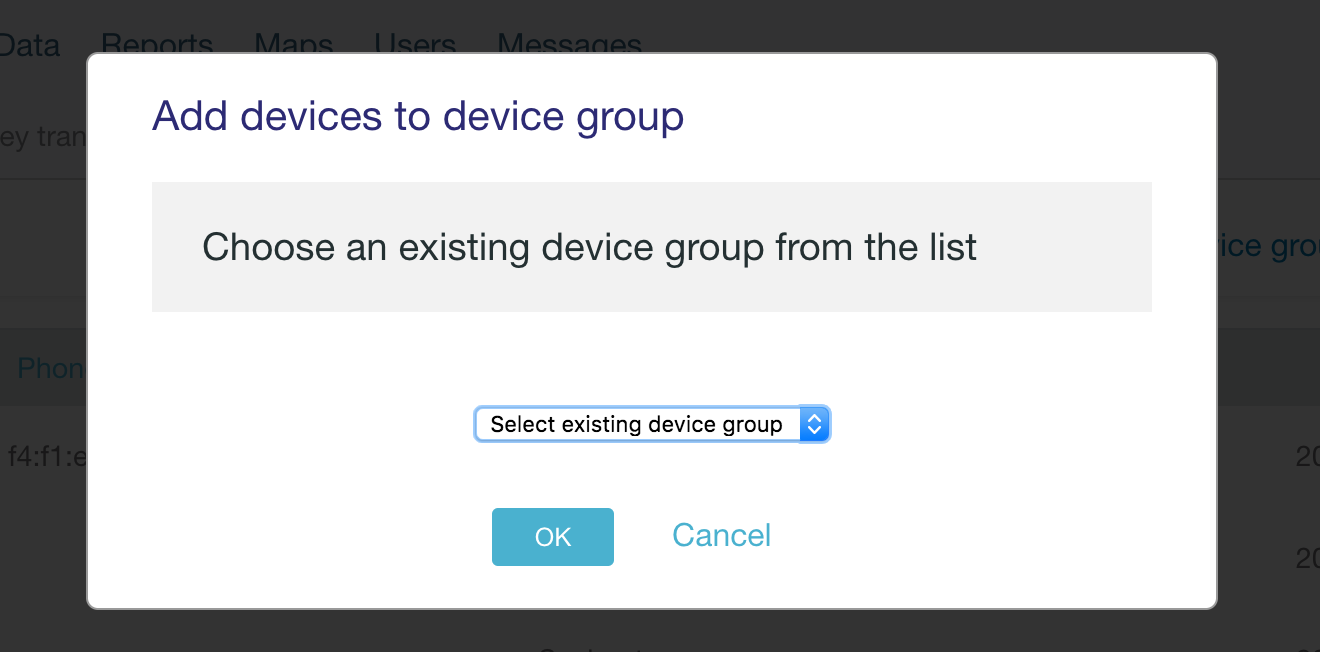 Data Reports Maps Users Messages
Add devices to device group
ey tran
Choose an existing device group from the list
ice gro
Phon
Select existing device group
f4:f1:e
20
OK Cancel
20